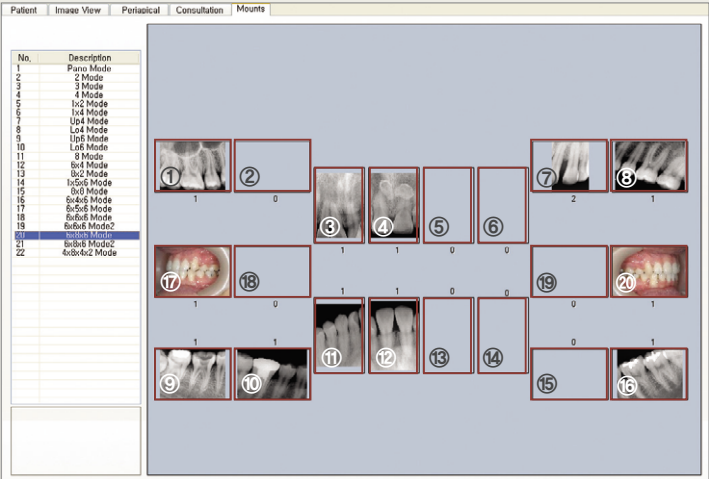 Patient Image View Periapical Consultation Mounts
No. Description
1 Pano Mode
2 2 Mode
3 3 Mode
4 4 Mode
5 1x2 Mode
6 1x4 Mode
7 Up4 Mode
8 Lo4 Mode
9 Up6 Mode
10 Lo6 Mode
11 8 Mode
12 6x4 Mode
13 8x2 Mode
14 1x5x6 Mode
15 8x8 Mode
16 6x4x6 Mode
17 6x5x6 Mode
18 6x6x6 Mode
19 6x6x6 Mode2
20 6x8x6 Mode
21 6x8x6 Mode2
22 4x8x4x2 Mode
① ② ③ ④ ⑤ ⑥ ⑦ ⑧
1 0 2 1
1 1 0 0
1 1 0 0
⑰ ⑱ ⑲ ⑳
1 0 0 1
⑪ ⑫ ⑬ ⑭
1 1 0 1
⑨ ⑩ ⑮ ⑯